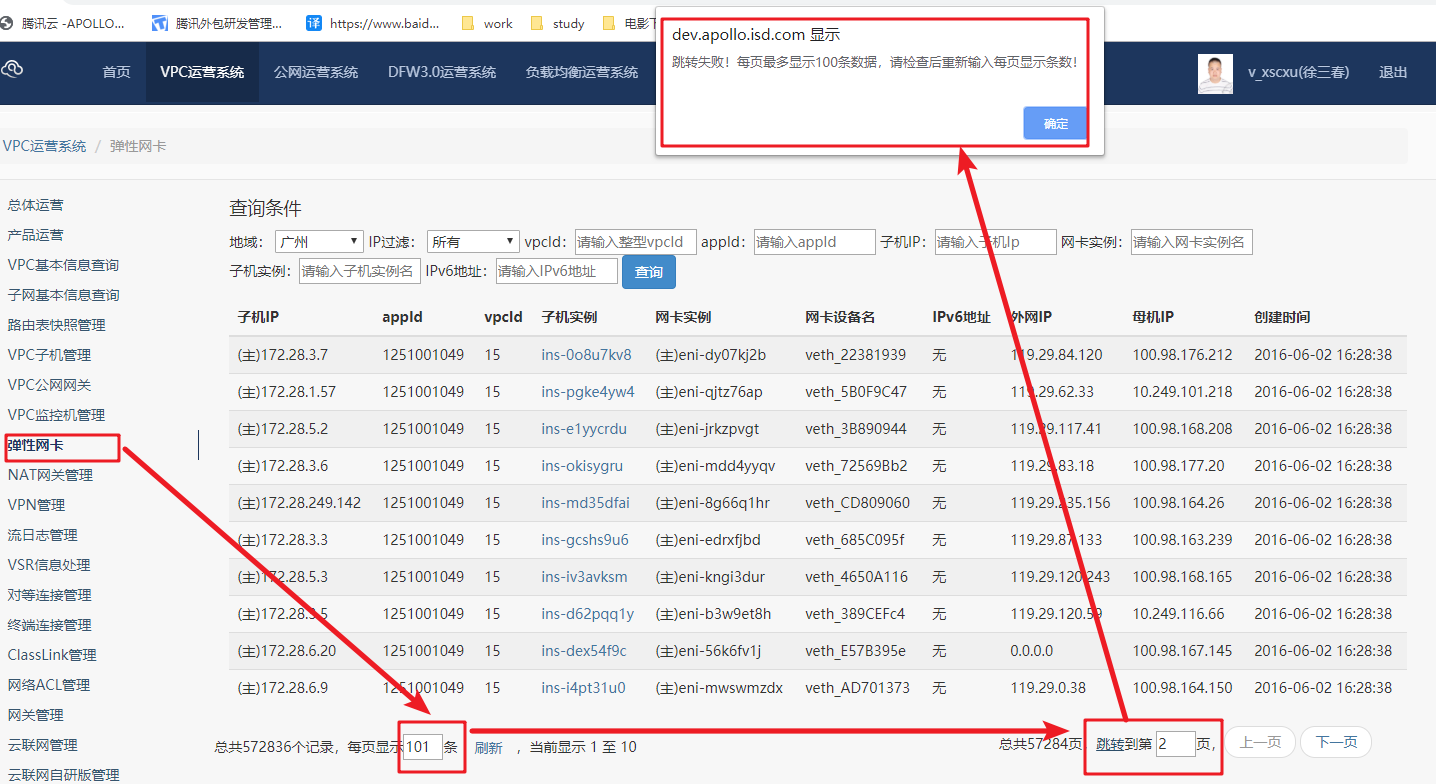 腾讯云 -APOLLO... 腾讯外包研发管理... 译 https://www.baid... work study 电影下
dev.apollo.isd.com 显示
跳转失败！每页最多显示100条数据，请检查后重新输入每页显示条数!
确定
首页 VPC运营系统 公网运营系统 DFW3.0运营系统 负载均衡运营系统 v_xscxu(徐三春) 退出
VPC运营系统 / 弹性网卡
总体运营
产品运营
VPC基本信息查询
子网基本信息查询
路由表快照管理
VPC子机管理
VPC公网网关
VPC监控机管理
弹性网卡
NAT网关管理
VPN管理
流日志管理
VSR信息处理
对等连接管理
终端连接管理
ClassLink管理
网络ACL管理
网关管理
云联网管理
云联网自研版管理
查询条件
地域： 广州 IP过滤： 所有 vpcId： 请输入整型vpcId appId： 请输入appId 子机IP： 请输入子机Ip 网卡实例： 请输入网卡实例名
子机实例： 请输入子机实例名 IPv6地址： 请输入IPv6地址 查询
子机IP appId vpcId 子机实例 网卡实例 网卡设备名 IPv6地址 外网IP 母机IP 创建时间
(主)172.28.3.7 1251001049 15 ins-0o8u7kv8 (主)eni-dy07kj2b veth_22381939 无 119.29.84.120 100.98.176.212 2016-06-02 16:28:38
(主)172.28.1.57 1251001049 15 ins-pgke4yw4 (主)eni-qjtz76ap veth_5B0F9C47 无 119.29.62.33 10.249.101.218 2016-06-02 16:28:38
(主)172.28.5.2 1251001049 15 ins-e1yycrdu (主)eni-jrkzpvgt veth_3B890944 无 119.29.117.41 100.98.168.208 2016-06-02 16:28:38
(主)172.28.3.6 1251001049 15 ins-okisygru (主)eni-mdd4yyqv veth_72569Bb2 无 119.29.83.18 100.98.177.20 2016-06-02 16:28:38
(主)172.28.249.142 1251001049 15 ins-md35dfai (主)eni-8g66q1hr veth_CD809060 无 119.29.235.156 100.98.164.26 2016-06-02 16:28:38
(主)172.28.3.3 1251001049 15 ins-gcshs9u6 (主)eni-edrxfjbd veth_685C095f 无 119.29.87.133 100.98.163.239 2016-06-02 16:28:38
(主)172.28.5.3 1251001049 15 ins-iv3avksm (主)eni-kngi3dur veth_4650A116 无 119.29.120.243 100.98.168.165 2016-06-02 16:28:38
(主)172.28.3.5 1251001049 15 ins-d62pqq1y (主)eni-b3w9et8h veth_389CEFc4 无 119.29.120.59 10.249.116.66 2016-06-02 16:28:38
(主)172.28.6.20 1251001049 15 ins-dex54f9c (主)eni-56k6fv1j veth_E57B395e 无 0.0.0.0 100.98.167.145 2016-06-02 16:28:38
(主)172.28.6.9 1251001049 15 ins-i4pt31u0 (主)eni-mwswmzdx veth_AD701373 无 119.29.0.38 100.98.164.150 2016-06-02 16:28:38
总共572836个记录，每页显示 101 条 刷新 ，当前显示 1 至 10 总共57284页， 跳转到第 2 页， 上一页 下一页